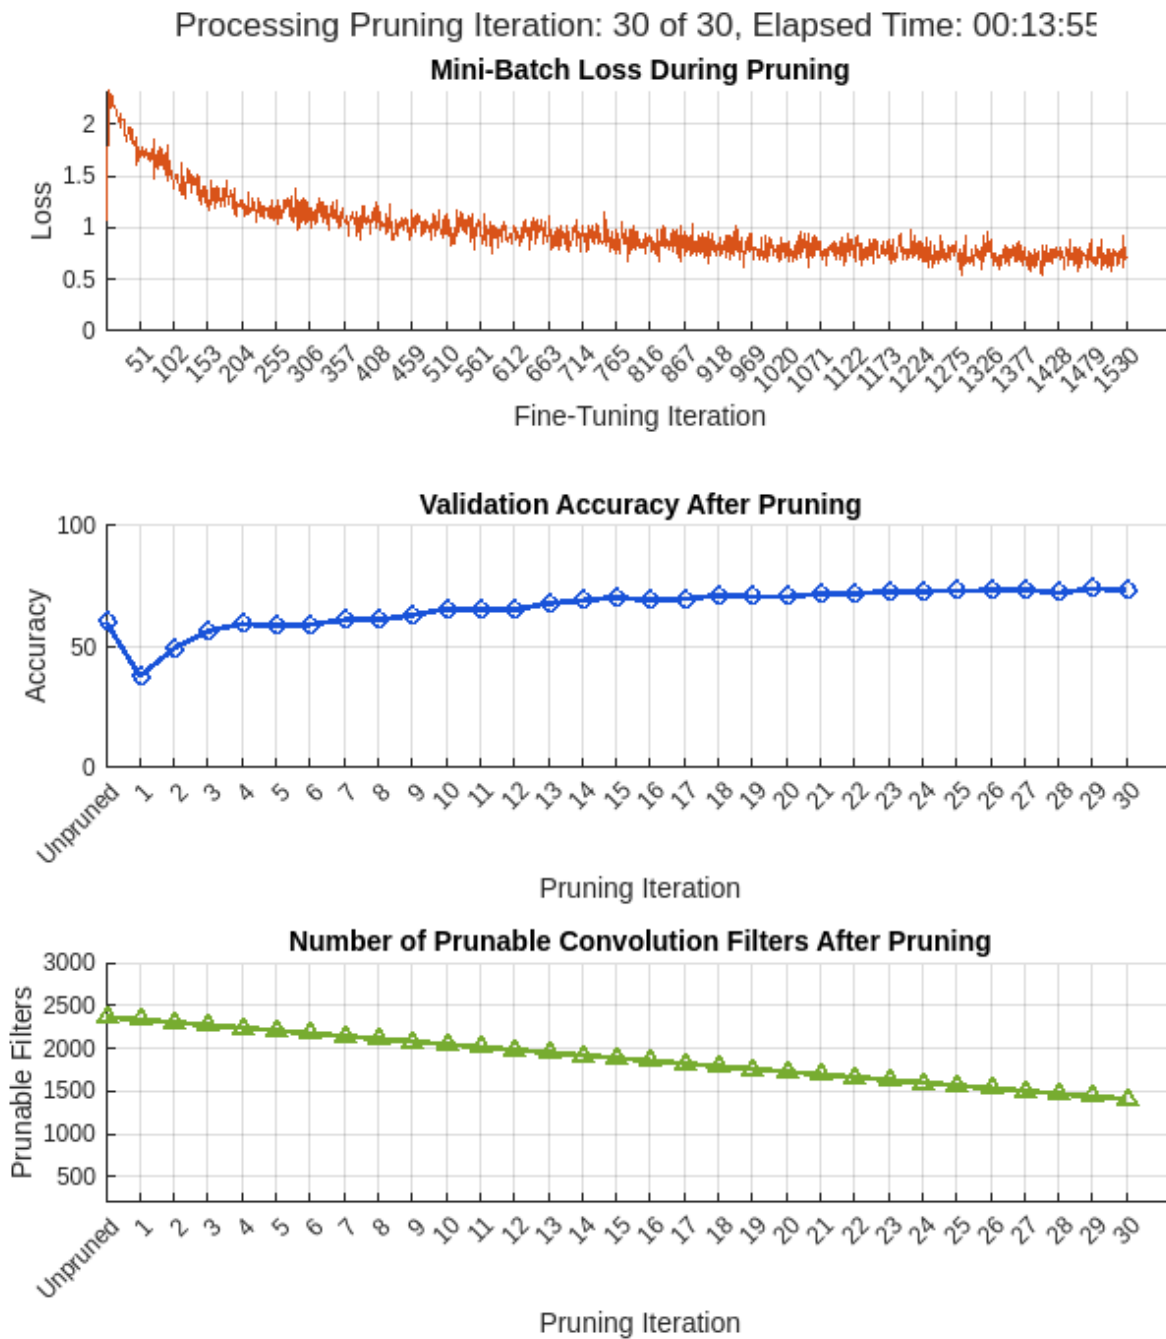 Processing Pruning Iteration: 30 of 30, Elapsed Time: 00:13:55
Mini-Batch Loss During Pruning
2
1.5
1
0.5
0
Loss
51 102 153 204 255 306 357 408 459 510 561 612 663 714 765 816 867 918 969 1020 1071 1122 1173 1224 1275 1326 1377 1428 1479 1530
Fine-Tuning Iteration
Validation Accuracy After Pruning
100
50
0
Accuracy
Unpruned 1 2 3 4 5 6 7 8 9 10 11 12 13 14 15 16 17 18 19 20 21 22 23 24 25 26 27 28 29 30
Pruning Iteration
Number of Prunable Convolution Filters After Pruning
3000
2500
2000
1500
1000
500
Prunable Filters
Unpruned 1 2 3 4 5 6 7 8 9 10 11 12 13 14 15 16 17 18 19 20 21 22 23 24 25 26 27 28 29 30
Pruning Iteration